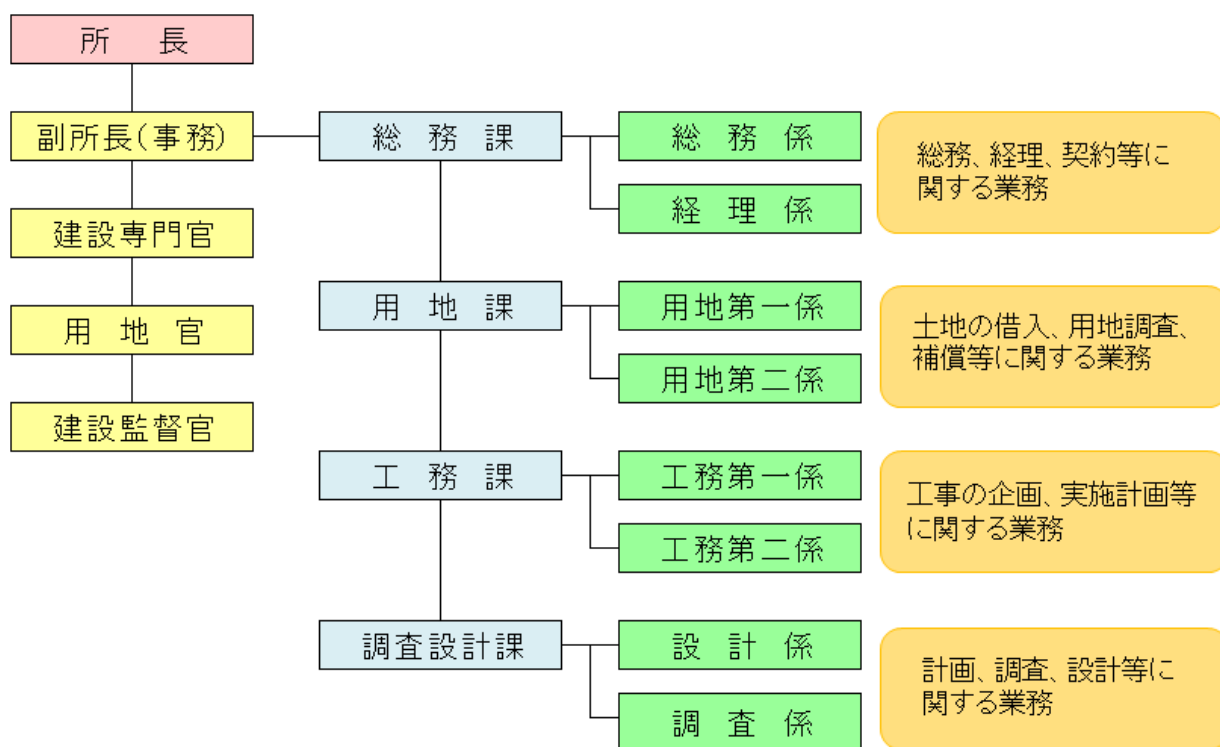 所長
副所長(事務)
建設専門官
用地官
建設監督官
総務課
総務係
経理係
総務、経理、契約等に
関する業務
用地課
用地第一係
用地第二係
土地の借入、用地調査、
補償等に関する業務
工務課
工務第一係
工務第二係
工事の企画、実施計画等
に関する業務
調査設計課
設計係
調査係
計画、調査、設計等に
関する業務